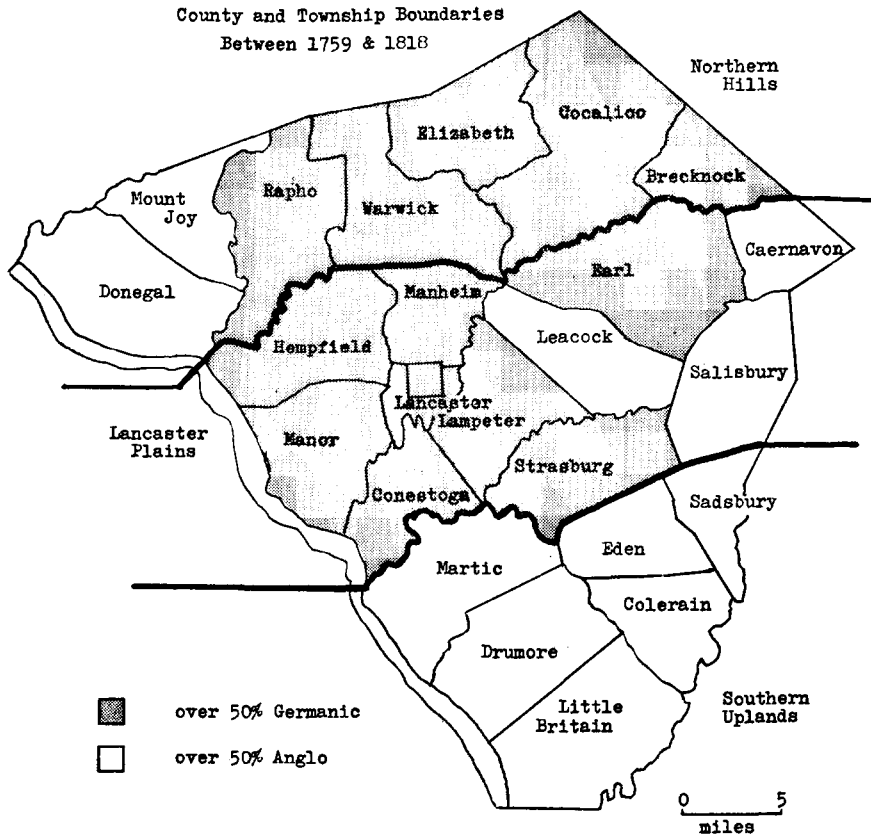 County and Township Boundaries
Between 1759 & 1818
Northern
Hills
Cocalico
Elizabeth
Brecknock
Rapho
Mount
Joy
Warwick
Caernavon
Earl
Donegal
Manheim
Leacock
Hempfield
Salisbury
Lancaster
Lampeter
Lancaster
Plains
Manor
Strasburg
Conestoga
Sadsbury
Eden
Martic
Colerain
Drumore
Southern
Uplands
Little
Britain
over 50% Germanic
over 50% Anglo
0 5
miles